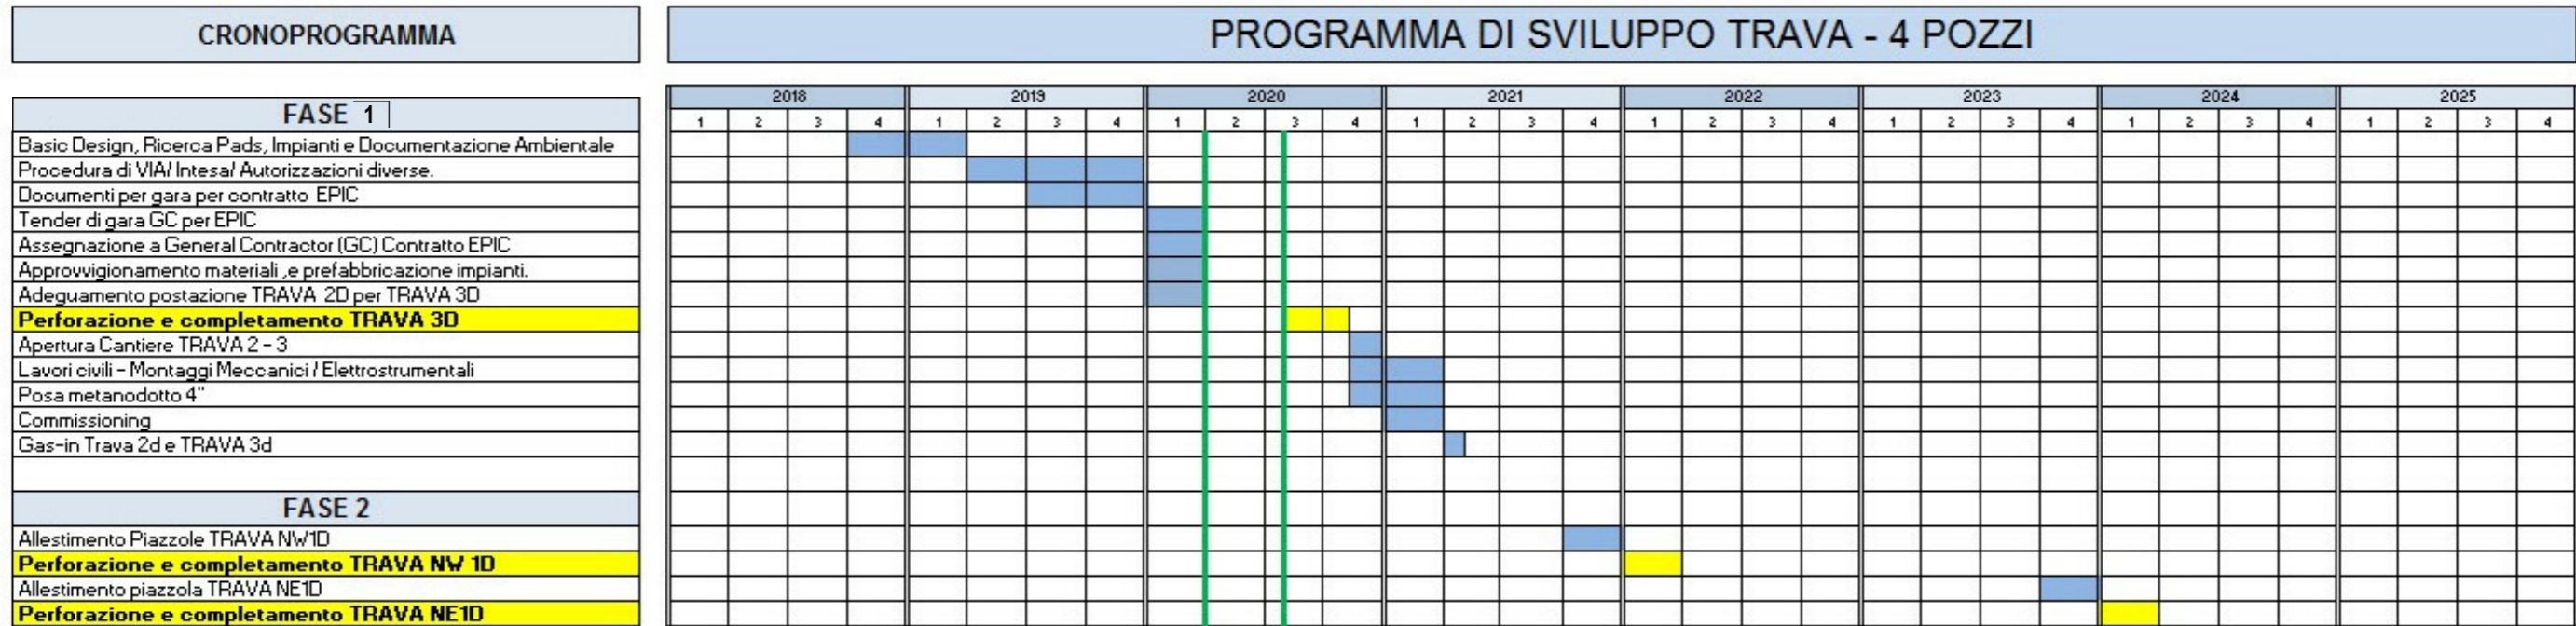 CRONOPROGRAMMA
PROGRAMMA DI SVILUPPO TRAVA - 4 POZZI
2018 2019 2020 2021 2022 2023 2024 2025
FASE 1
1 2 3 4 1 2 3 4 1 2 3 4 1 2 3 4 1 2 3 4 1 2 3 4 1 2 3 4 1 2 3 4
Basic Design, Ricerca Pads, Impianti e Documentazione Ambientale
Procedura di VIA/ Intesa/ Autorizzazioni diverse.
Documenti per gara per contratto EPIC
Tender di gara GC per EPIC
Assegnazione a General Contractor (GC) Contratto EPIC
Approvvigionamento materiali ,e prefabbricazione impianti.
Adeguamento postazione TRAVA 2D per TRAVA 3D
Perforazione e completamento TRAVA 3D
Apertura Cantiere TRAVA 2 - 3
Lavori civili - Montaggi Meccanici / Elettrostrumentali
Posa metanodotto 4"
Commissioning
Gas-in Trava 2d e TRAVA 3d
FASE 2
Allestimento Piazzole TRAVA NW1D
Perforazione e completamento TRAVA NW 1D
Allestimento piazzola TRAVA NE1D
Perforazione e completamento TRAVA NE1D